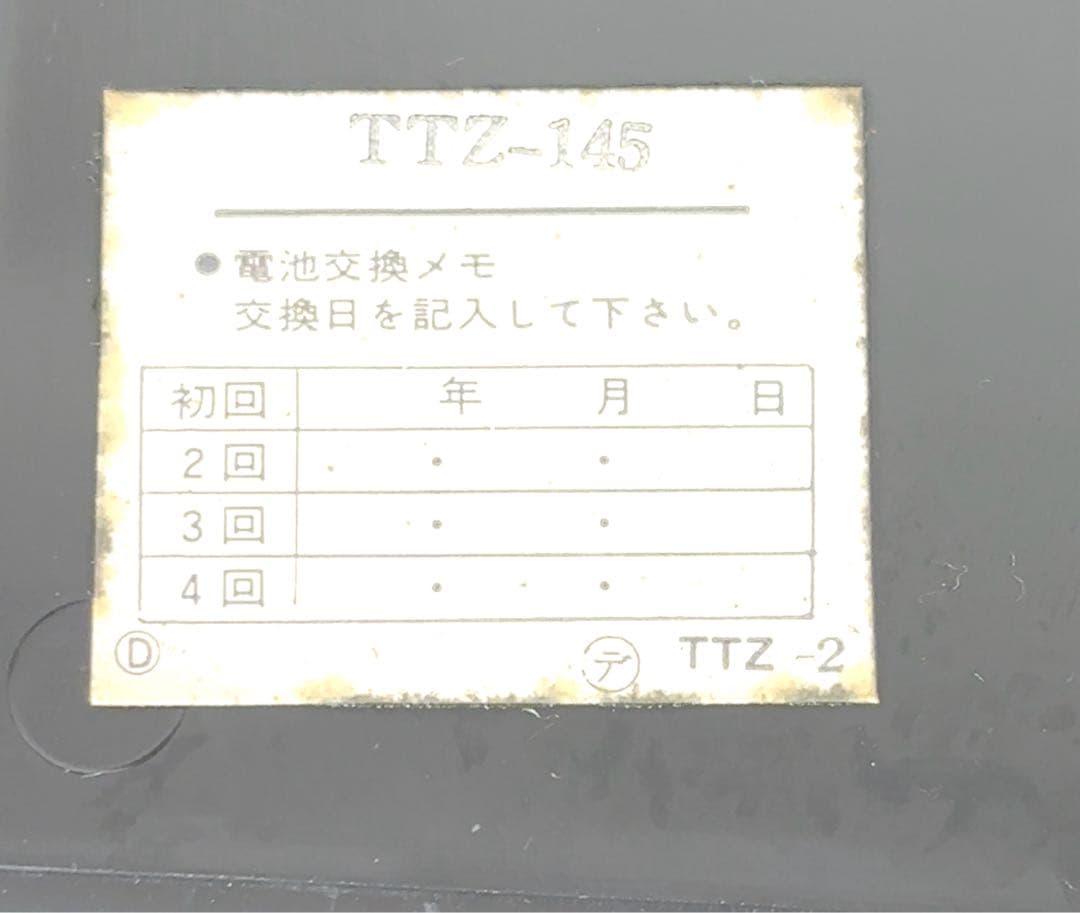 TTZ-145
●電池交換メモ
交換日を記入して下さい。
初回 年 月 日
2回 ・ ・
3回 ・ ・
4回 ・ ・
Ⓓ ㋢ TTZ-2